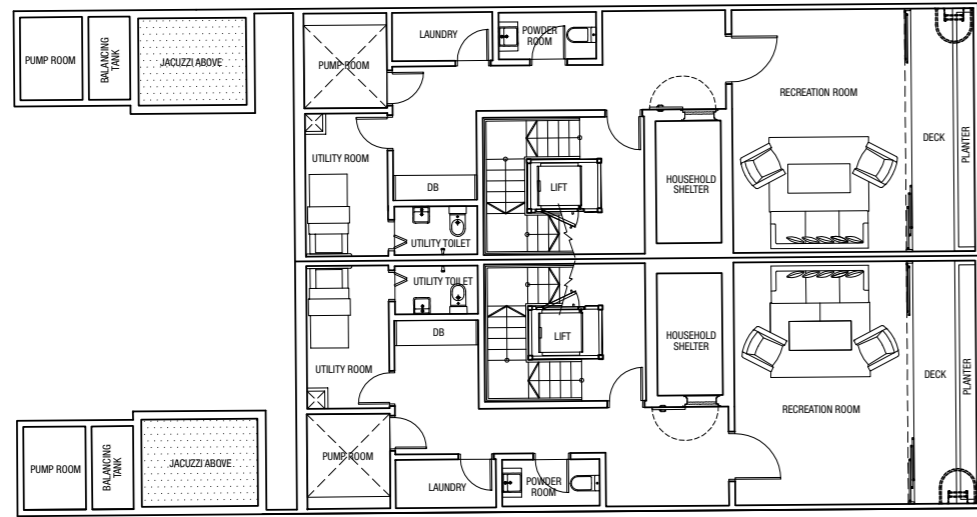 PUMP ROOM
BALANCING
TANK
JACUZZI ABOVE
PUMP ROOM
LAUNDRY
POWDER
ROOM
RECREATION ROOM
UTILITY ROOM
DB
LIFT
HOUSEHOLD
SHELTER
DECK
PLANTER
UTILITY TOILET
UTILITY TOILET
DB
LIFT
HOUSEHOLD
SHELTER
UTILITY ROOM
DECK
PLANTER
RECREATION ROOM
PUMP ROOM
BALANCING
TANK
JACUZZI ABOVE
PUMP ROOM
LAUNDRY
POWDER
ROOM